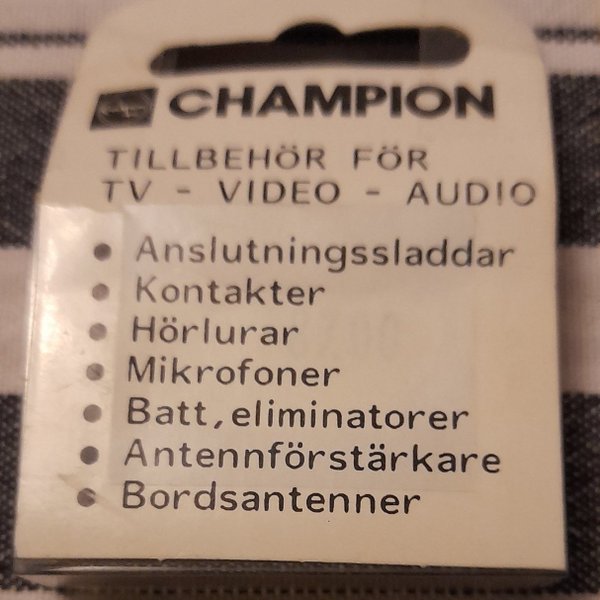 CHAMPION
TILLBEHÖR FÖR
TV - VIDEO - AUDIO
• Anslutningssladdar
• Kontakter
• Hörlurar
• Mikrofoner
• Batt,eliminatorer
• Antennförstärkare
• Bordsantenner